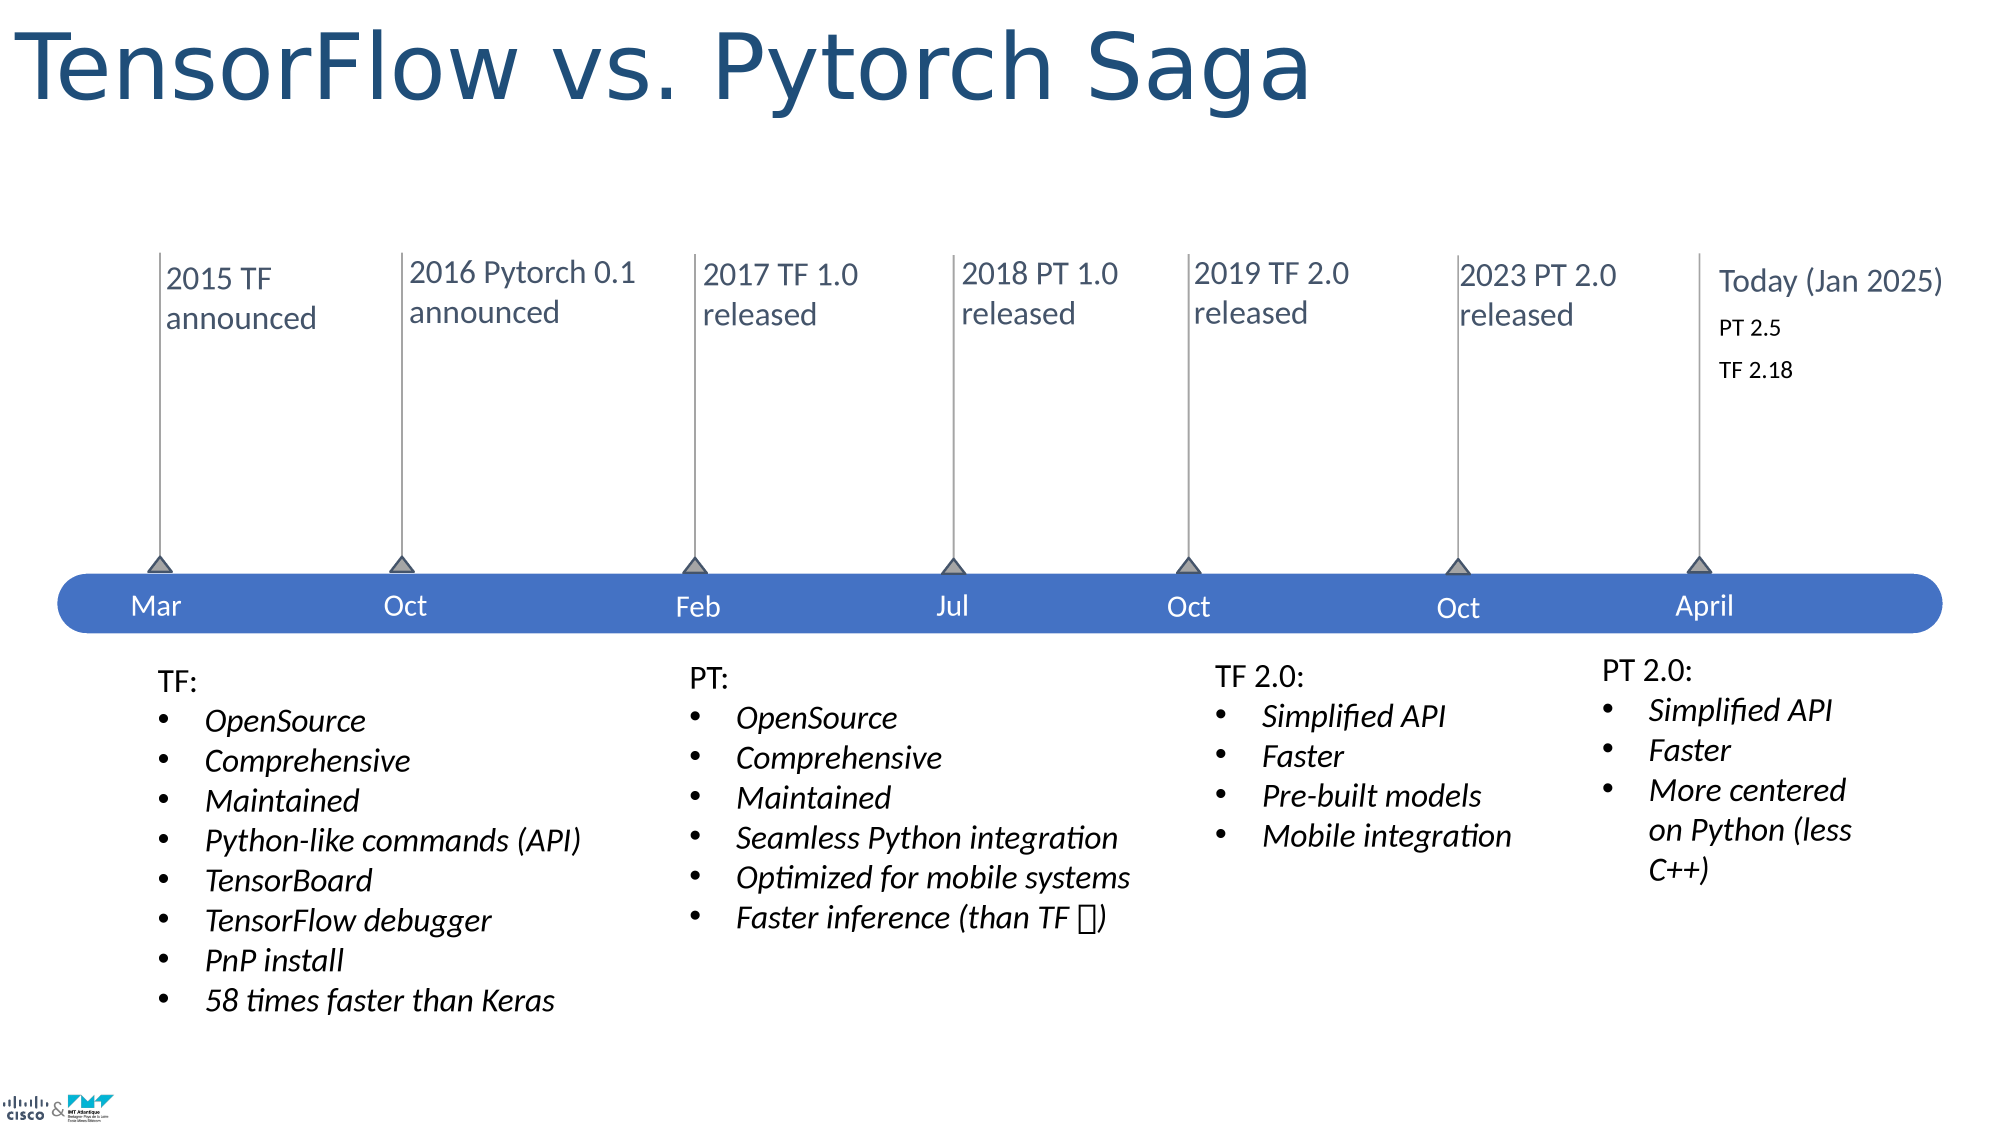 TensorFlow vs. Pytorch Saga
2015 TF
announced
2016 Pytorch 0.1
announced
2017 TF 1.0
released
2018 PT 1.0
released
2019 TF 2.0
released
2023 PT 2.0
released
Today (Jan 2025)
PT 2.5
TF 2.18
Mar
Oct
Feb
Jul
Oct
Oct
April
TF:
• OpenSource
• Comprehensive
• Maintained
• Python-like commands (API)
• TensorBoard
• TensorFlow debugger
• PnP install
• 58 times faster than Keras
PT:
• OpenSource
• Comprehensive
• Maintained
• Seamless Python integration
• Optimized for mobile systems
• Faster inference (than TF )
TF 2.0:
• Simplified API
• Faster
• Pre-built models
• Mobile integration
PT 2.0:
• Simplified API
• Faster
• More centered
on Python (less
C++)
CISCO
&
IMT Atlantique